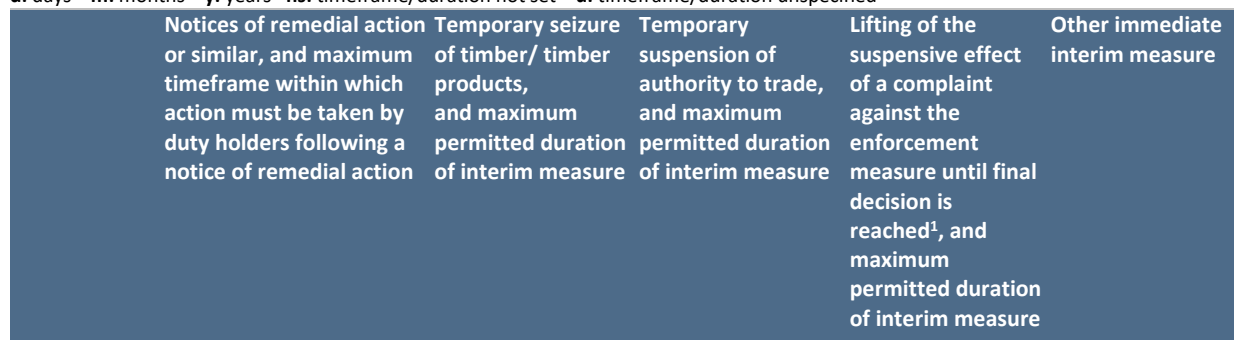 d: days m: months y: years ns: timeframe/duration not set u: timeframe/duration unspecified
Notices of remedial action
or similar, and maximum
timeframe within which
action must be taken by
duty holders following a
notice of remedial action
Temporary seizure
of timber/ timber
products,
and maximum
permitted duration
of interim measure
Temporary
suspension of
authority to trade,
and maximum
permitted duration
of interim measure
Lifting of the
suspensive effect
of a complaint
against the
enforcement
measure until final
decision is
reached1, and
maximum
permitted duration
of interim measure
Other immediate
interim measure